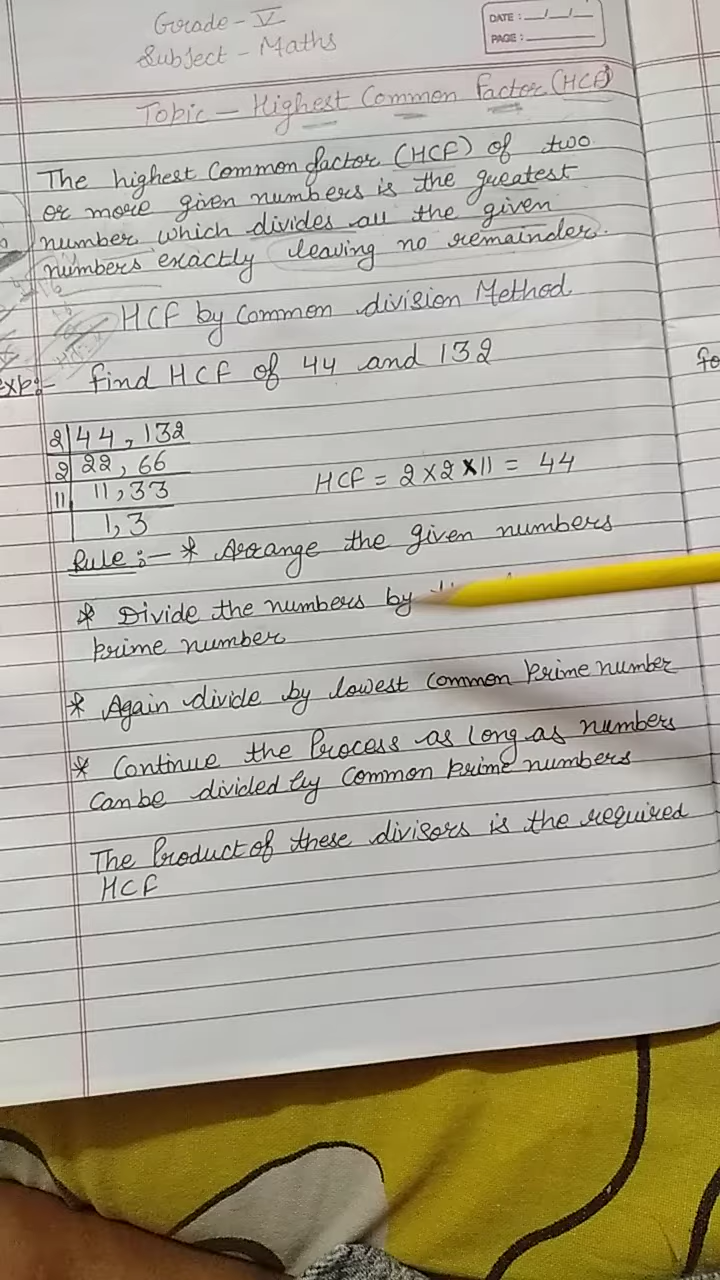 Grade - V
Subject - Maths
DATE : __/__/__
PAGE :
Topic - Highest Common Factor (HCF)
The highest Common factor (HCF) of two
or more given numbers is the greatest
number which divides all the given
numbers exactly leaving no remainder.
HCF by Common division Method
exp:- find HCF of 44 and 132
2|44, 132
2|22, 66
11|11, 33
1, 3
HCF = 2×2×11 = 44
Rule :- * Arrange the given numbers
* Divide the numbers by
prime number
* Again divide by lowest common prime number
* Continue the Process as long as numbers
can be divided by common prime numbers
The Product of these divisors is the required
HCF
fo